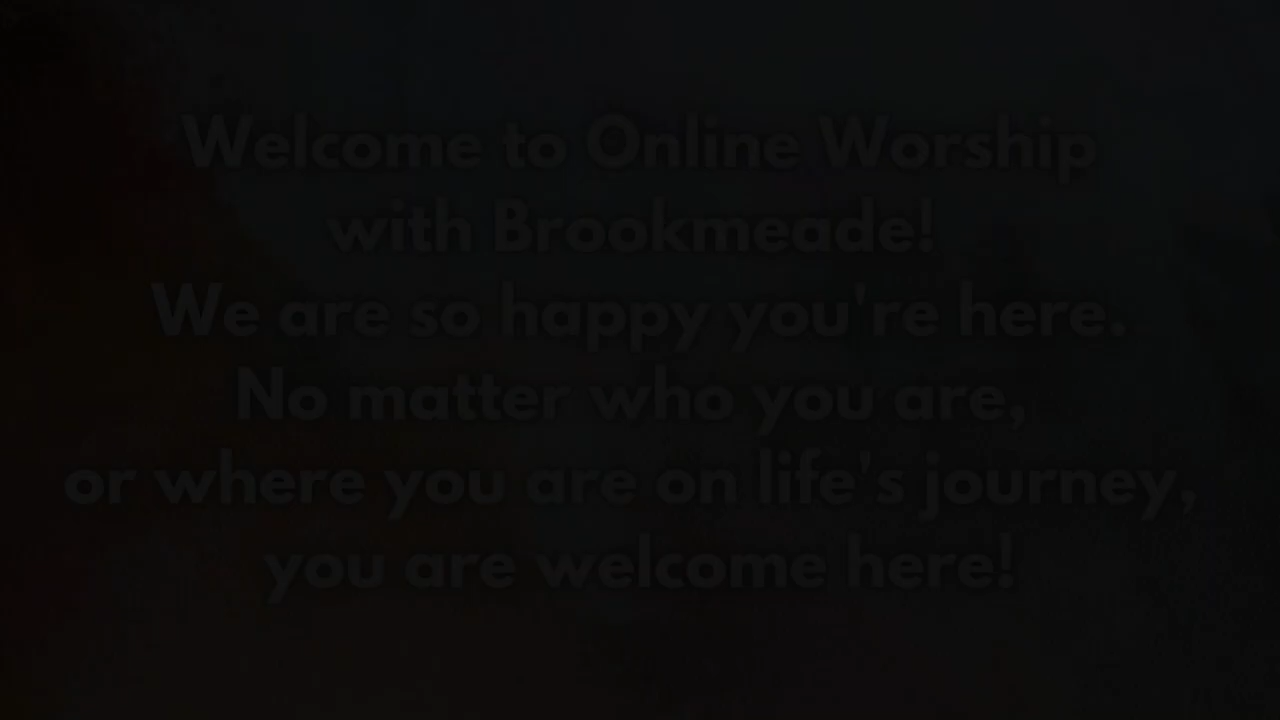 Welcome to Online Worship
with Brookmeade!
We are so happy you're here.
No matter who you are,
or where you are on life's journey,
you are welcome here!